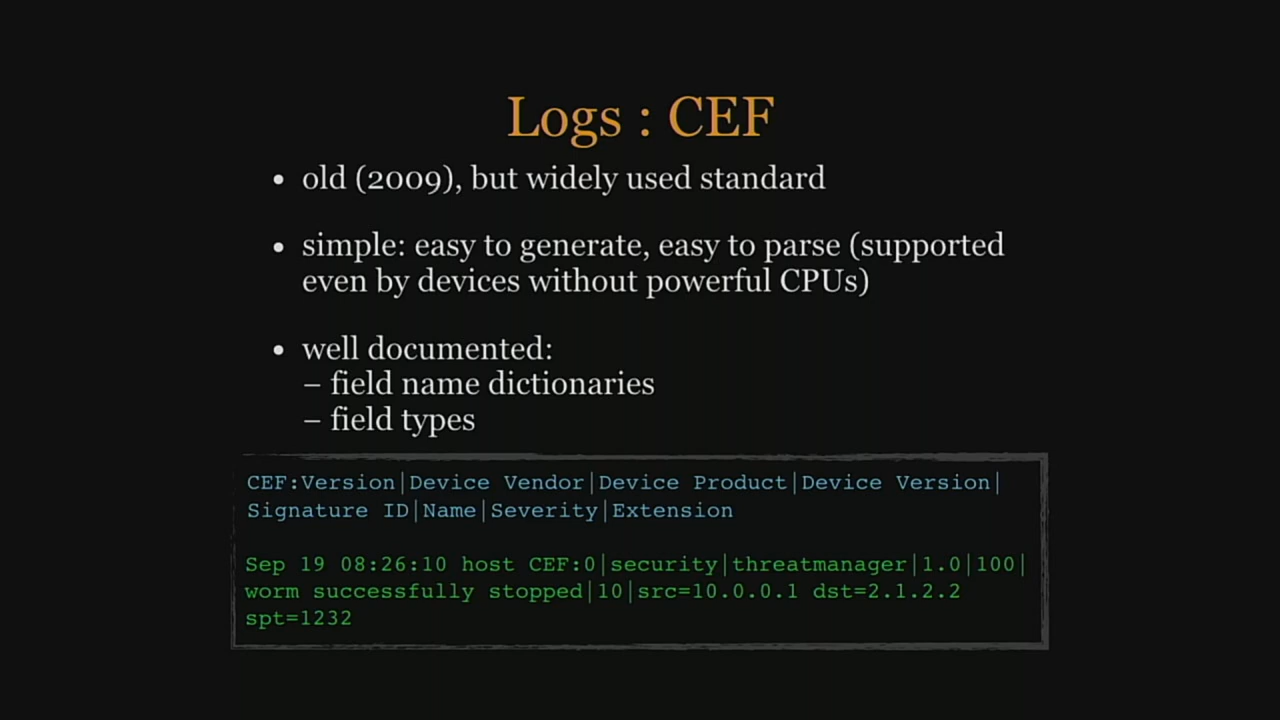 Logs : CEF
• old (2009), but widely used standard
• simple: easy to generate, easy to parse (supported
even by devices without powerful CPUs)
• well documented:
– field name dictionaries
– field types
CEF:Version|Device Vendor|Device Product|Device Version|
Signature ID|Name|Severity|Extension
Sep 19 08:26:10 host CEF:0|security|threatmanager|1.0|100|
worm successfully stopped|10|src=10.0.0.1 dst=2.1.2.2
spt=1232